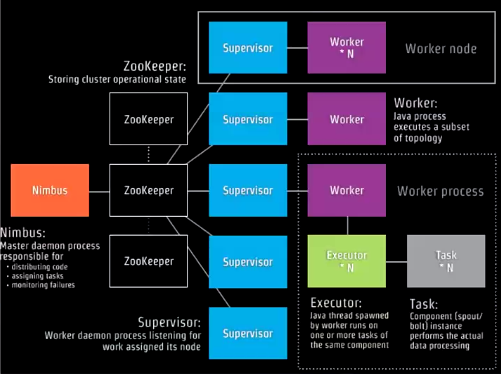 Supervisor
Worker
* N
Worker node
ZooKeeper:
Storing cluster operational state
ZooKeeper
Supervisor
Worker
Worker:
Java process
executes a subset
of topology
Nimbus
ZooKeeper
Supervisor
Worker
Worker process
Nimbus:
Master daemon process
responsible for
• distributing code
• assigning tasks
• monitoring failures
ZooKeeper
Supervisor
Executor
* N
Task
* N
Executor:
Java thread spawned
by worker runs on
one or more tasks of
the same component
Task:
Component (spout/
bolt) instance
performs the actual
data processing
Supervisor:
Worker daemon process listening for
work assigned its node
Supervisor